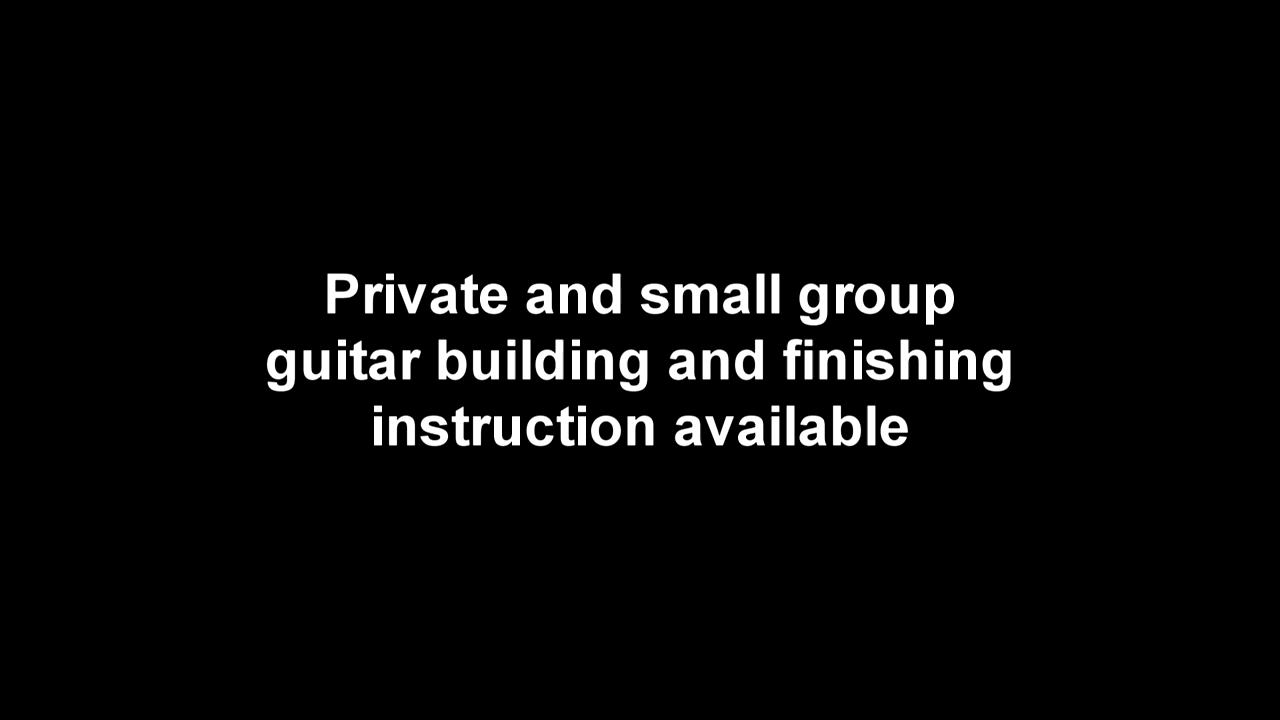 Private and small group
guitar building and finishing
instruction available